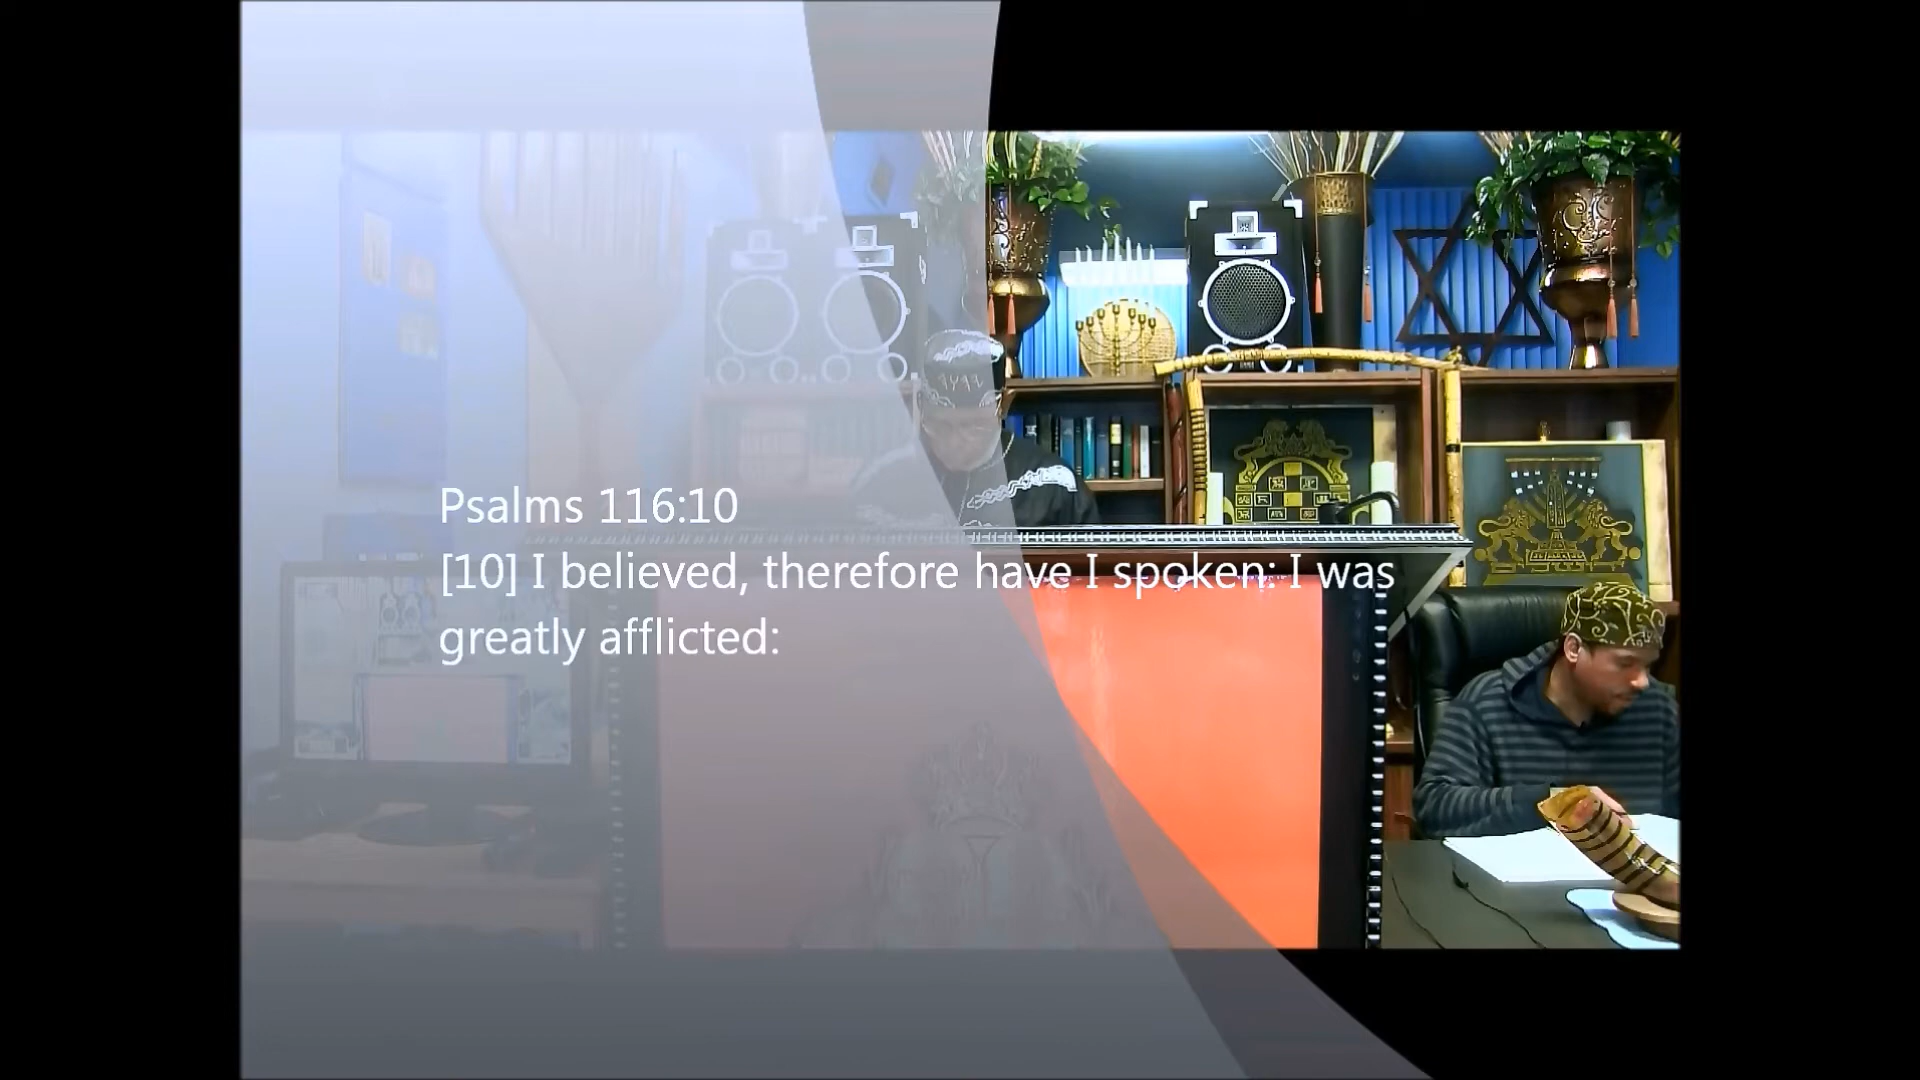 Psalms 116:10
[10] I believed, therefore have I spoken: I was
greatly afflicted: